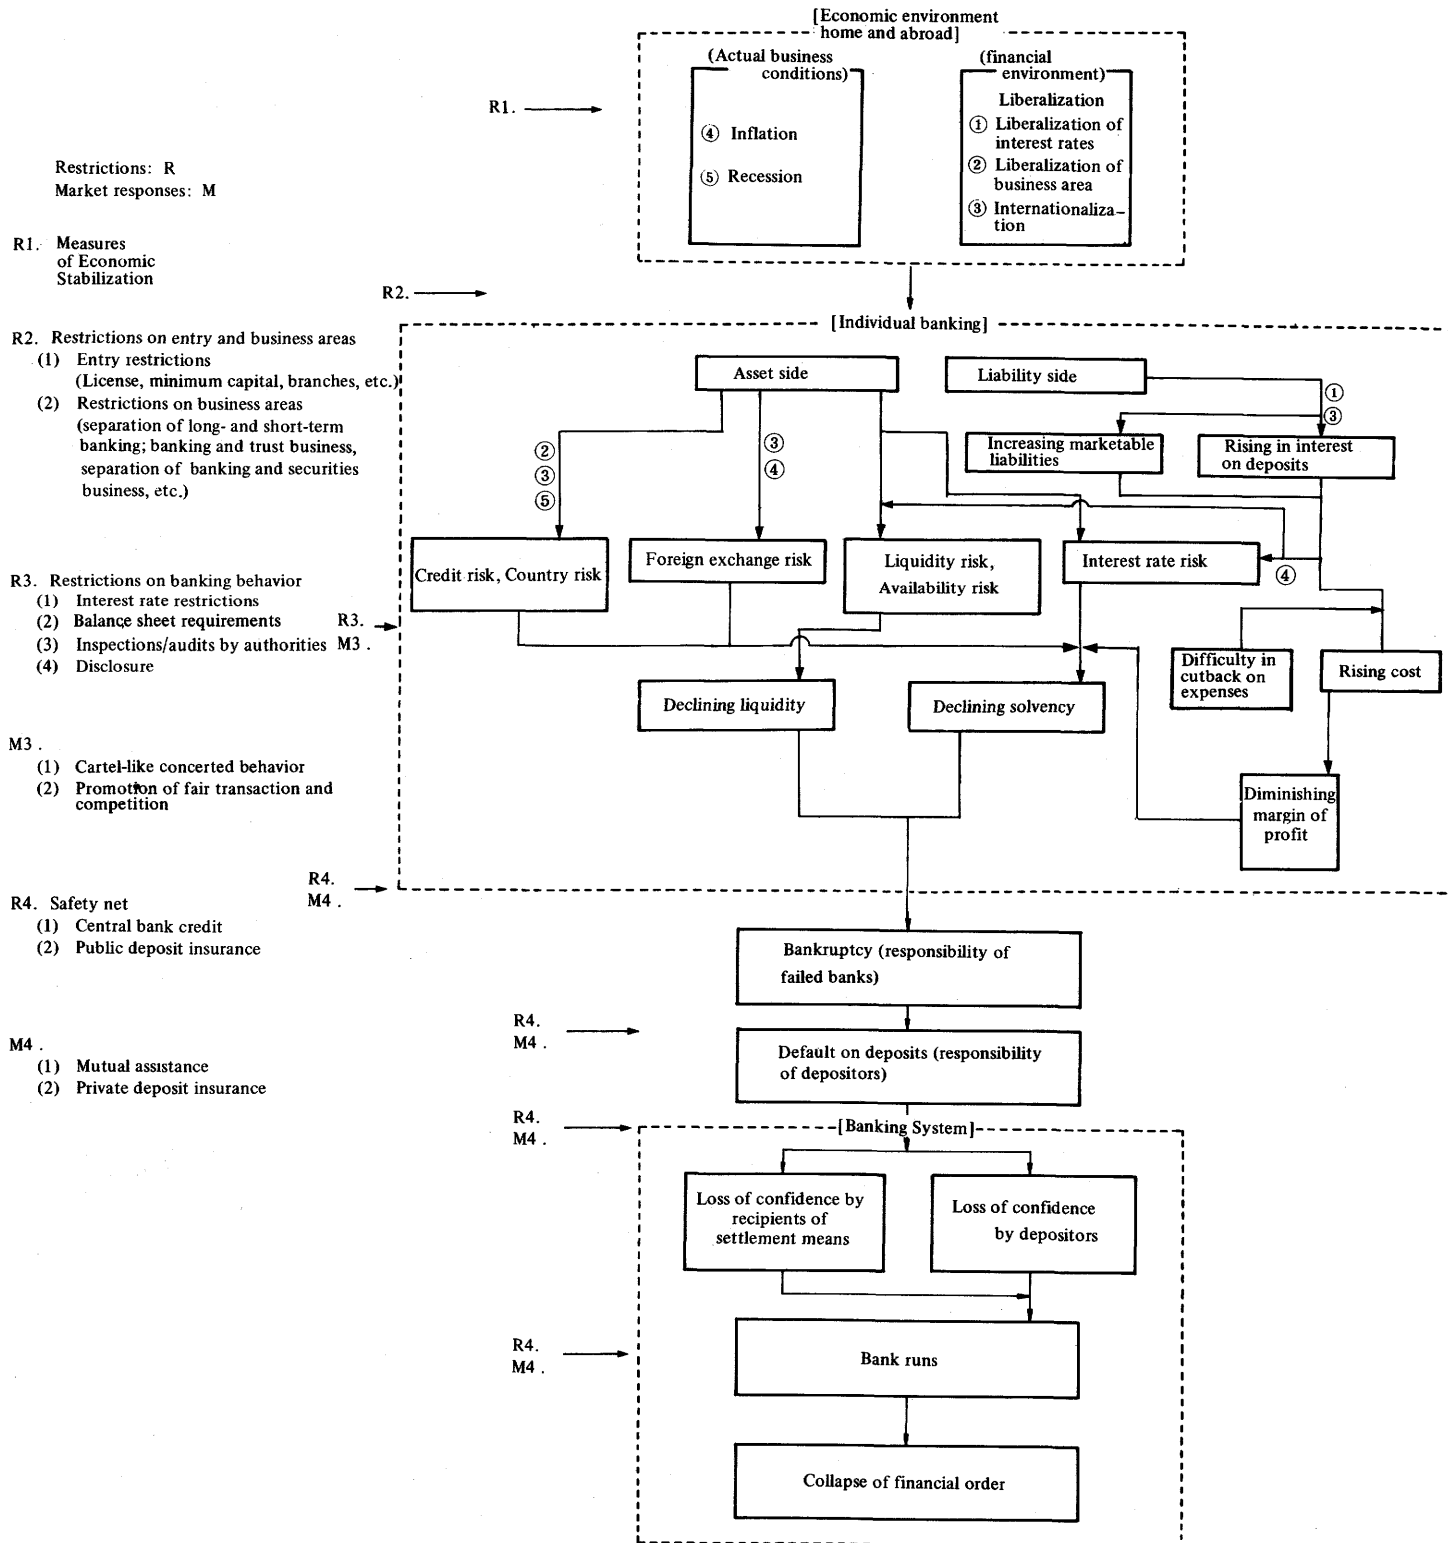 [Economic environment
home and abroad]
(Actual business
conditions)
④ Inflation
⑤ Recession
(financial
environment)
Liberalization
① Liberalization of
interest rates
② Liberalization of
business area
③ Internationaliza-
tion
R1.
Restrictions: R
Market responses: M
R1. Measures
of Economic
Stabilization
R2.
R2. Restrictions on entry and business areas
(1) Entry restrictions
(License, minimum capital, branches, etc.)
(2) Restrictions on business areas
(separation of long- and short-term
banking; banking and trust business,
separation of banking and securities
business, etc.)
R3. Restrictions on banking behavior
(1) Interest rate restrictions
(2) Balance sheet requirements
(3) Inspections/audits by authorities
(4) Disclosure
R3.
M3.
M3.
(1) Cartel-like concerted behavior
(2) Promotion of fair transaction and
competition
R4.
M4.
R4. Safety net
(1) Central bank credit
(2) Public deposit insurance
M4.
(1) Mutual assistance
(2) Private deposit insurance
[Individual banking]
Asset side
Liability side
①
③
Increasing marketable
liabilities
Rising in interest
on deposits
②
③
⑤
③
④
Credit risk, Country risk
Foreign exchange risk
Liquidity risk,
Availability risk
Interest rate risk
④
Difficulty in
cutback on
expenses
Rising cost
Declining liquidity
Declining solvency
Diminishing
margin of
profit
Bankruptcy (responsibility of
failed banks)
R4.
M4.
Default on deposits (responsibility
of depositors)
R4.
M4.
[Banking System]
Loss of confidence by
recipients of
settlement means
Loss of confidence
by depositors
R4.
M4.
Bank runs
Collapse of financial order